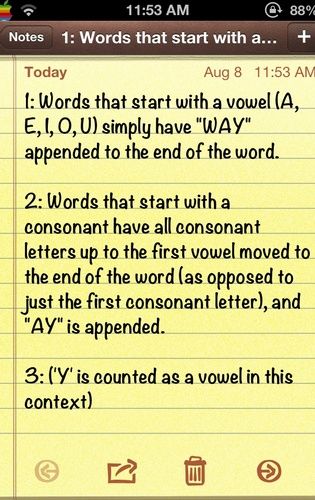 11:53 AM
88%
Notes
1: Words that start with a...
+
Today
Aug 8
11:53 AM
1: Words that start with a vowel (A,
E, I, O, U) simply have "WAY"
appended to the end of the word.
2: Words that start with a
consonant have all consonant
letters up to the first vowel moved to
the end of the word (as opposed to
just the first consonant letter), and
"AY" is appended.
3: ('Y' is counted as a vowel in this
context)